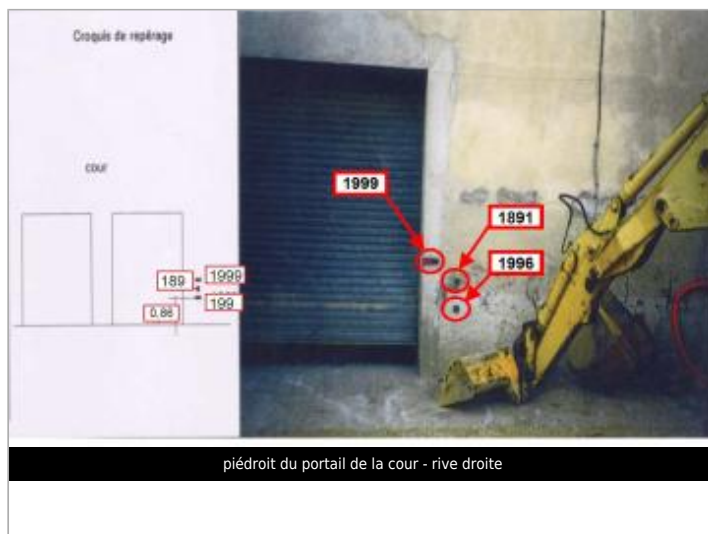 Croquis de repérage
cour
1999
1891
1996
189
1999
199
0,86
piédroit du portail de la cour - rive droite